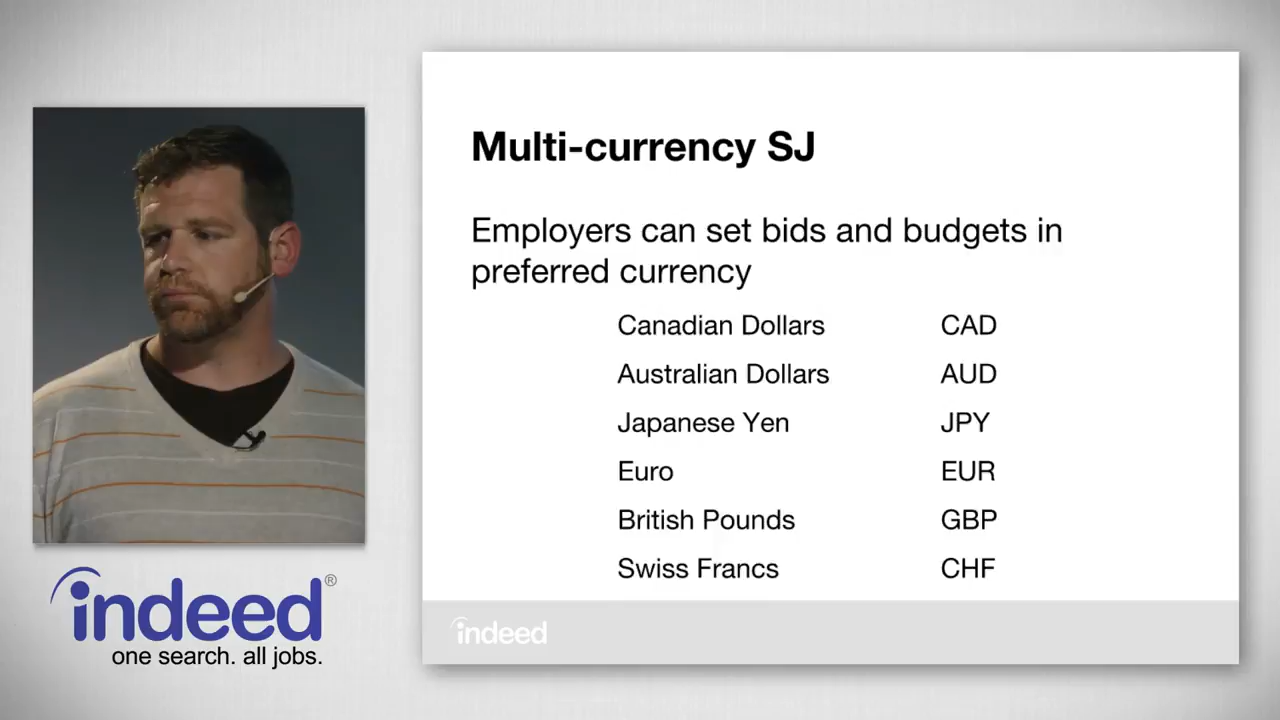 Multi-currency SJ
Employers can set bids and budgets in
preferred currency
Canadian Dollars CAD
Australian Dollars AUD
Japanese Yen JPY
Euro EUR
British Pounds GBP
Swiss Francs CHF
indeed
indeed®
one search. all jobs.